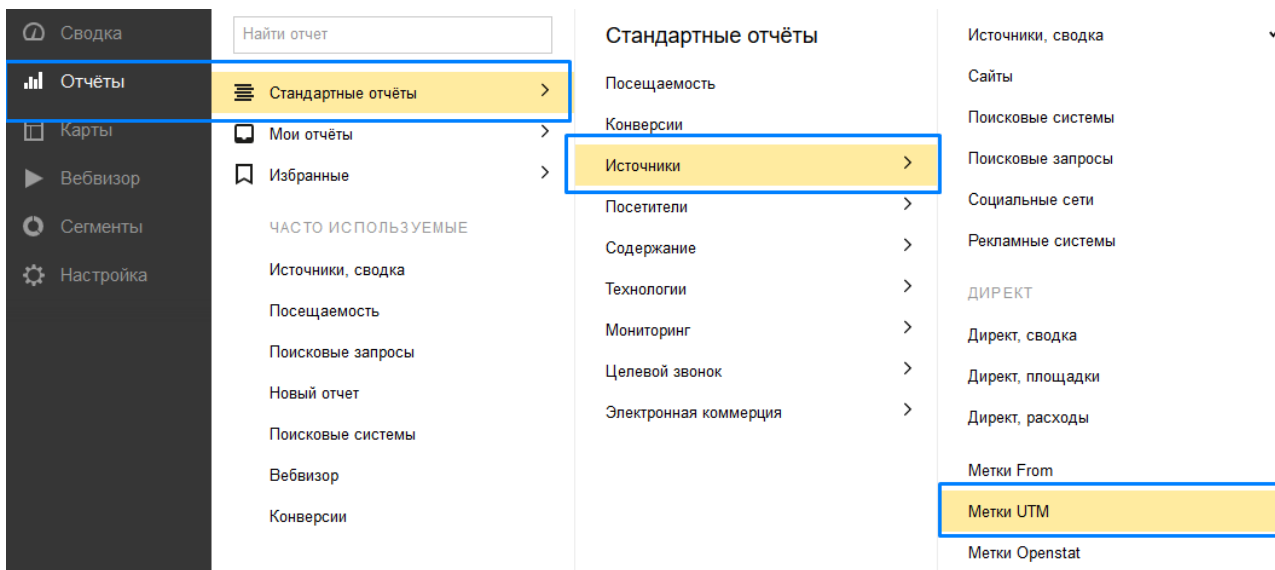 Сводка
Отчёты
Карты
Вебвизор
Сегменты
Настройка
Найти отчет
Стандартные отчёты
Мои отчёты
Избранные
ЧАСТО ИСПОЛЬЗУЕМЫЕ
Источники, сводка
Посещаемость
Поисковые запросы
Новый отчет
Поисковые системы
Вебвизор
Конверсии
Стандартные отчёты
Посещаемость
Конверсии
Источники
Посетители
Содержание
Технологии
Мониторинг
Целевой звонок
Электронная коммерция
Источники, сводка
Сайты
Поисковые системы
Поисковые запросы
Социальные сети
Рекламные системы
ДИРЕКТ
Директ, сводка
Директ, площадки
Директ, расходы
Метки From
Метки UTM
Метки Openstat